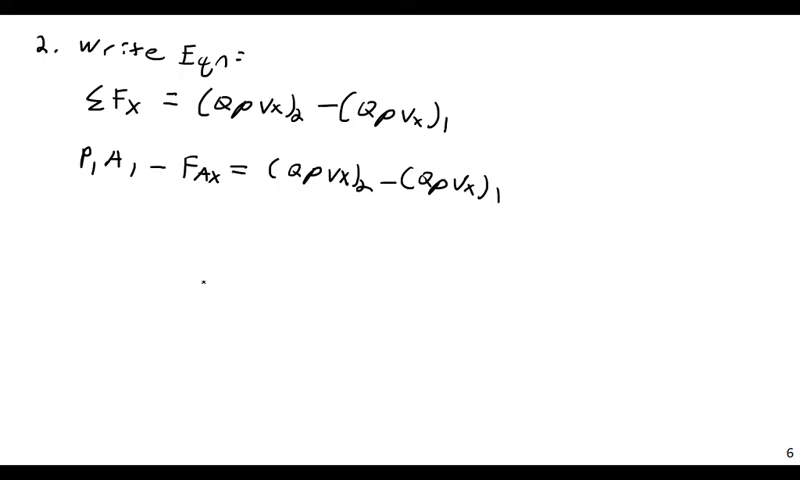 2. Write Eqn:
ΣFx = (QρVx)₂ - (QρVx)₁
P₁A₁ - FAx = (QρVx)₂ - (QρVx)₁
6